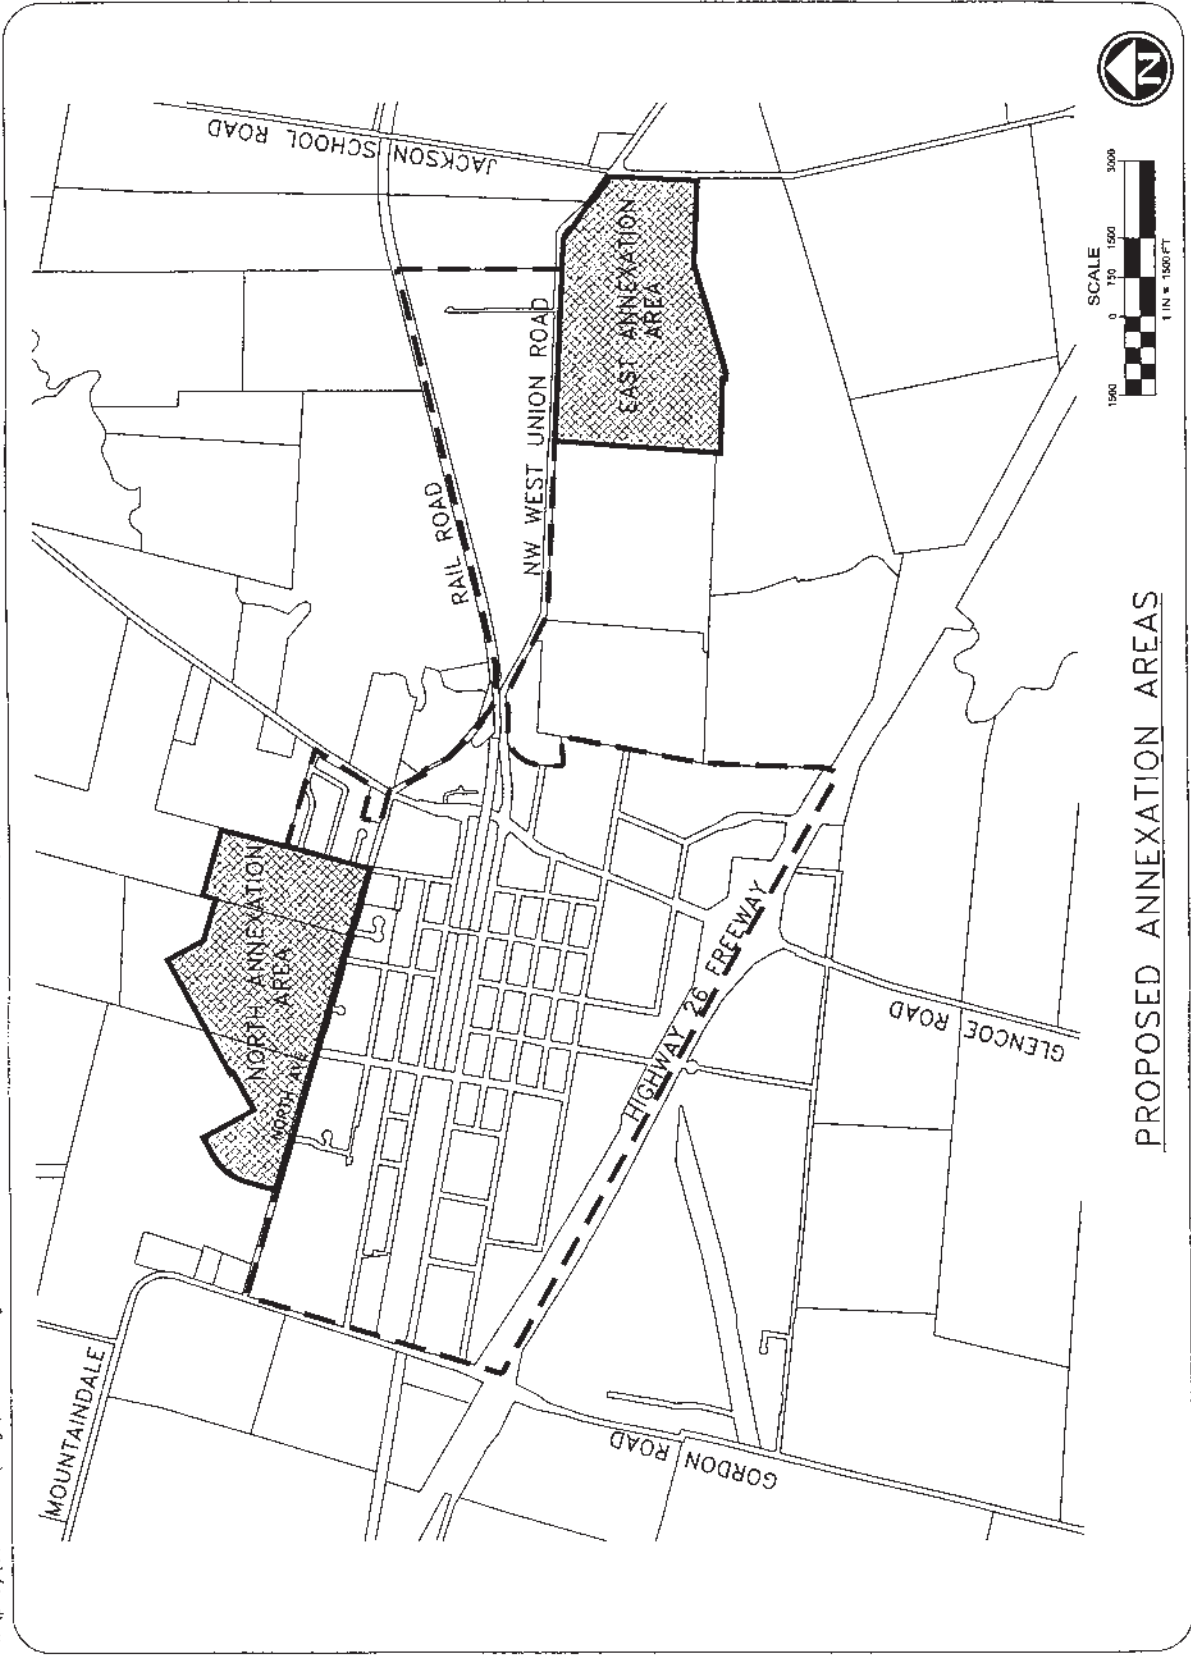 MOUNTAINDALE
NORTH ANNEXATION
AREA
NORTH AVE
JACKSON SCHOOL ROAD
RAIL ROAD
NW WEST UNION ROAD
EAST ANNEXATION
AREA
HIGHWAY 26 FREEWAY
GLENCOE ROAD
GORDON ROAD
PROPOSED ANNEXATION AREAS
SCALE
1500 0 750 1500 3000
1 IN = 1500 FT
N